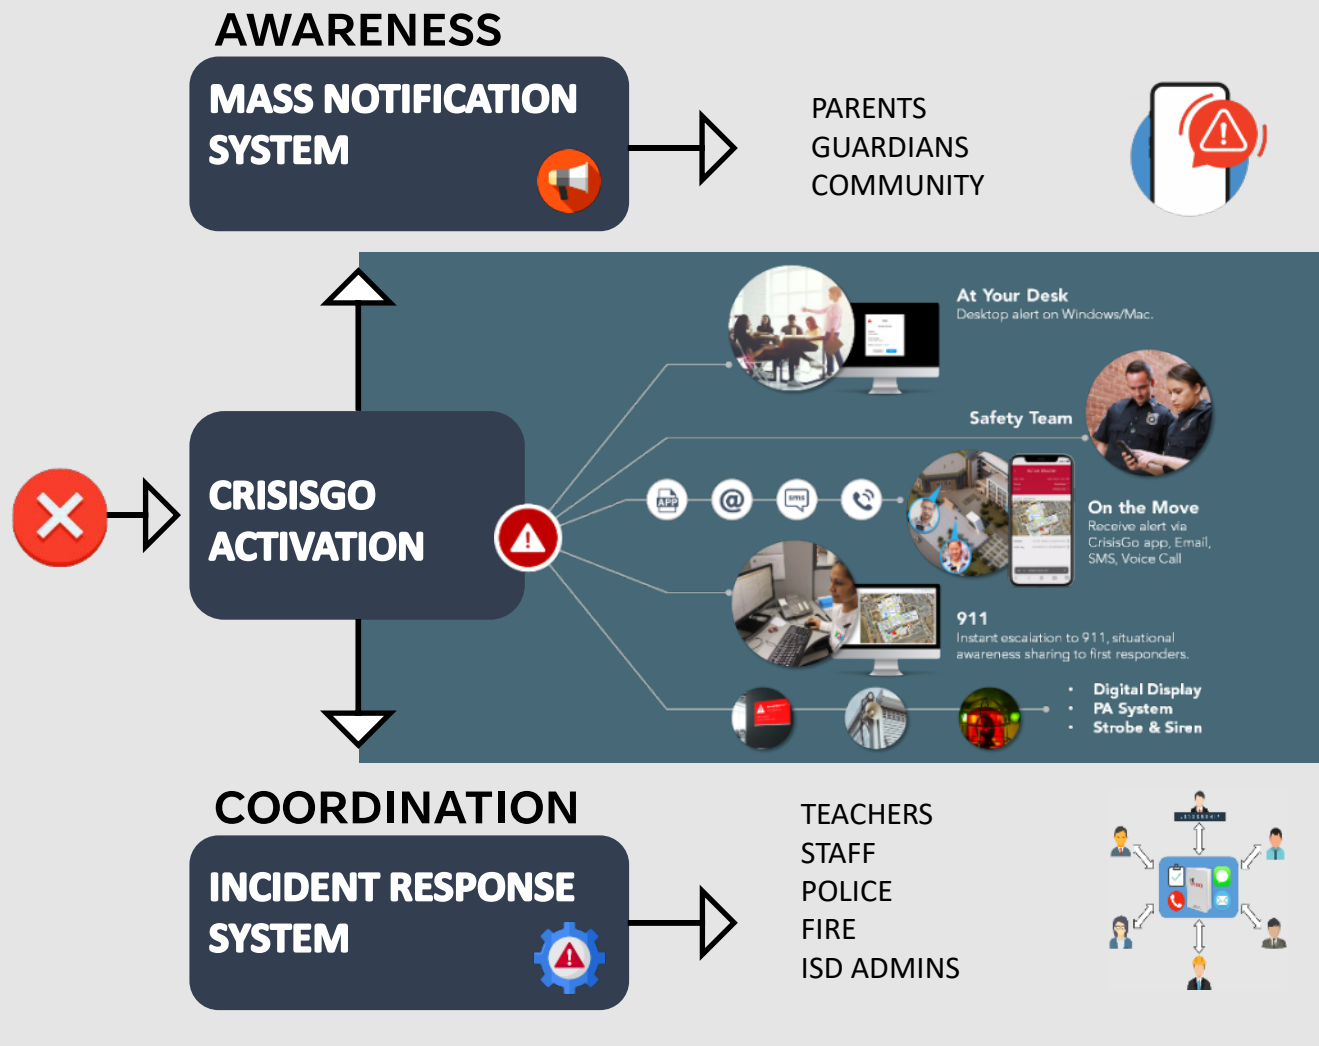 AWARENESS
MASS NOTIFICATION
SYSTEM
PARENTS
GUARDIANS
COMMUNITY
At Your Desk
Desktop alert on Windows/Mac.
Safety Team
CRISISGO
ACTIVATION
APP
@
SMS
On the Move
Receive alert via
CrisisGo app, Email,
SMS, Voice Call
911
Instant escalation to 911, situational
awareness sharing to first responders.
• Digital Display
• PA System
• Strobe & Siren
COORDINATION
INCIDENT RESPONSE
SYSTEM
TEACHERS
STAFF
POLICE
FIRE
ISD ADMINS